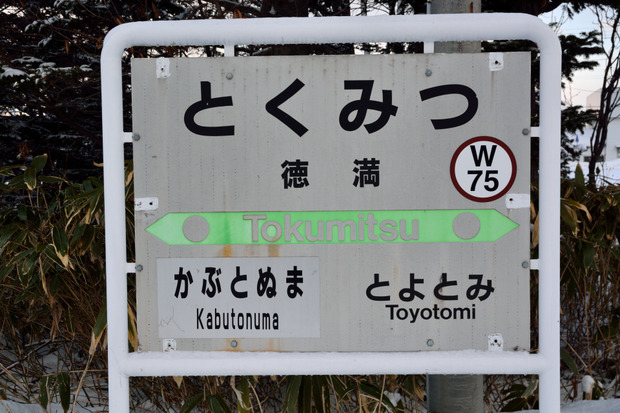 とくみつ
徳満
W
75
Tokumitsu
かぶとぬま
Kabutonuma
とよとみ
Toyotomi